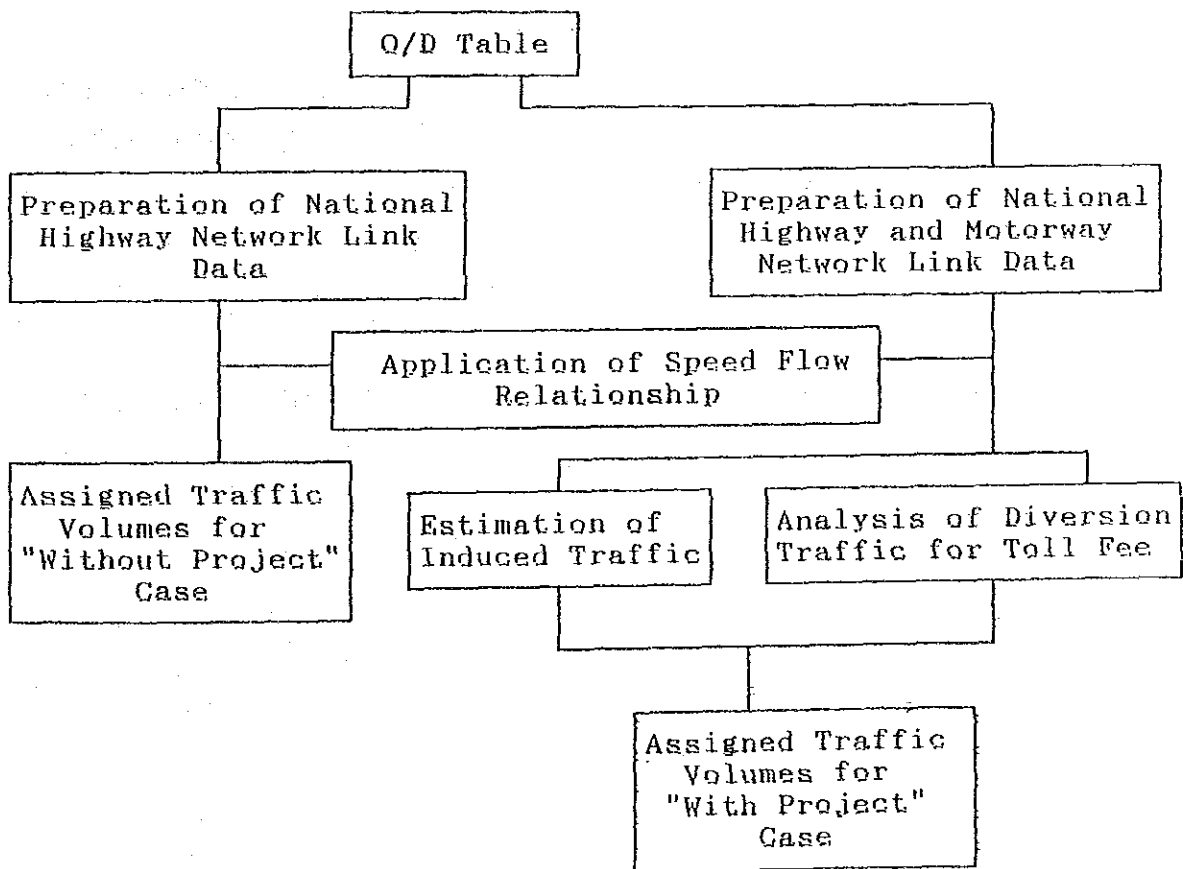 O/D Table
Preparation of National
Highway Network Link
Data
Preparation of National
Highway and Motorway
Network Link Data
Application of Speed Flow
Relationship
Assigned Traffic
Volumes for
"Without Project"
Case
Estimation of
Induced Traffic
Analysis of Diversion
Traffic for Toll Fee
Assigned Traffic
Volumes for
"With Project"
Case